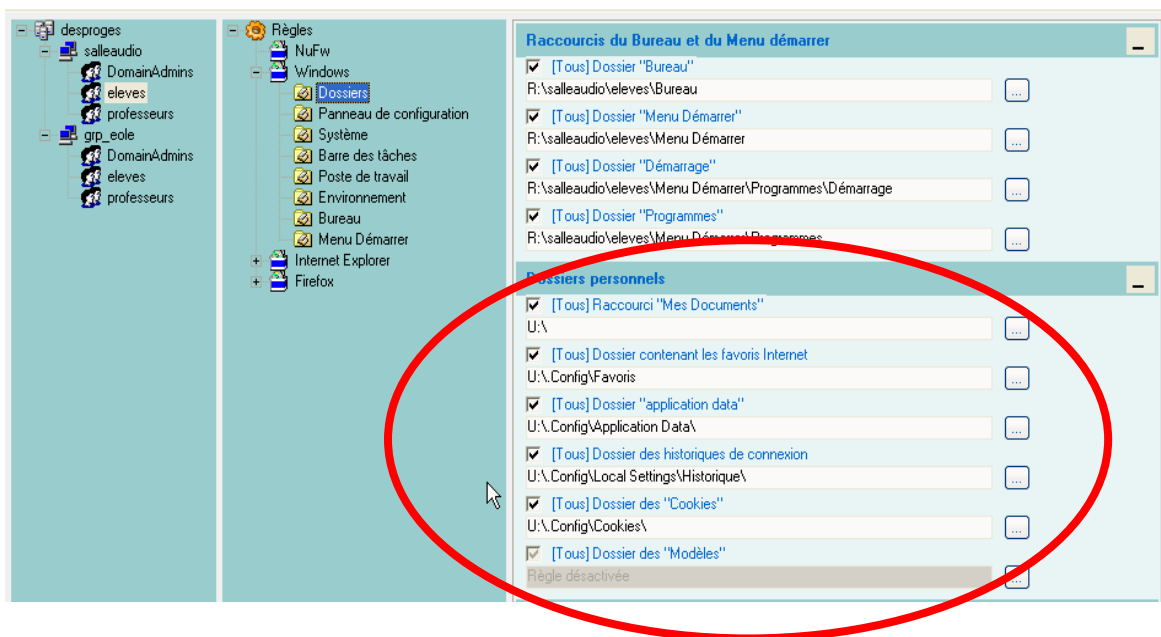 desproges
salleaudio
DomainAdmins
eleves
professeurs
grp_eole
DomainAdmins
eleves
professeurs
Règles
NuFw
Windows
Dossiers
Panneau de configuration
Système
Barre des tâches
Poste de travail
Environnement
Bureau
Menu Démarrer
Internet Explorer
Firefox
Raccourcis du Bureau et du Menu démarrer
[Tous] Dossier "Bureau"
R:\salleaudio\eleves\Bureau
...
[Tous] Dossier "Menu Démarrer"
R:\salleaudio\eleves\Menu Démarrer
...
[Tous] Dossier "Démarrage"
R:\salleaudio\eleves\Menu Démarrer\Programmes\Démarrage
...
[Tous] Dossier "Programmes"
R:\salleaudio\eleves\Menu Démarrer\Programmes
...
Dossiers personnels
[Tous] Raccourci "Mes Documents"
U:\
...
[Tous] Dossier contenant les favoris Internet
U:\.Config\Favoris
...
[Tous] Dossier "application data"
U:\.Config\Application Data\
...
[Tous] Dossier des historiques de connexion
U:\.Config\Local Settings\Historique\
...
[Tous] Dossier des "Cookies"
U:\.Config\Cookies\
...
[Tous] Dossier des "Modèles"
Règle désactivée
...